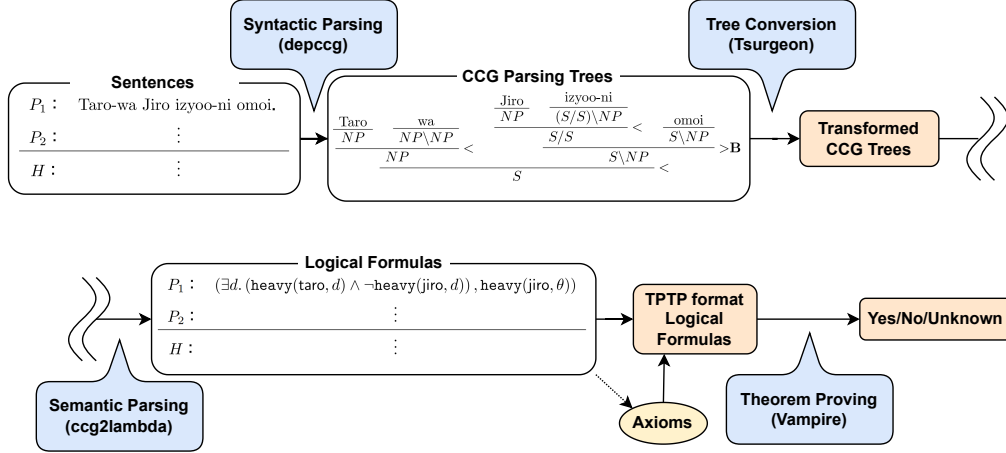 Syntactic Parsing
(depccg)
Tree Conversion
(Tsurgeon)
Sentences
P₁ : Taro-wa Jiro izyoo-ni omoi.
P₂ : ⋮
H : ⋮
CCG Parsing Trees
Jiro izyoo-ni
Taro wa NP (S/S)\NP < omoi
NP NP\NP < S/S S\NP >B
NP S\NP <
S
Transformed
CCG Trees
Logical Formulas
P₁ : (∃d. (heavy(taro, d) ∧ ¬heavy(jiro, d)) , heavy(jiro, θ))
P₂ : ⋮
H : ⋮
TPTP format
Logical
Formulas
Yes/No/Unknown
Semantic Parsing
(ccg2lambda)
Axioms
Theorem Proving
(Vampire)